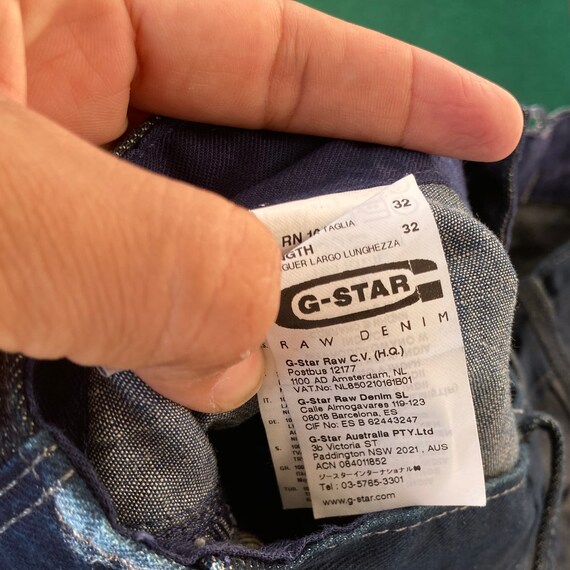 TAGLIA 32
RN
NGTH 32
GUER LARGO LUNGHEZZA
G-STAR
RAW DENIM
G-Star Raw C.V. (H.Q.)
Postbus 12177
1100 AD Amsterdam, NL
VAT.No: NL850210161B01
G-Star Raw Denim SL
Calle Almogavares 119-123
08018 Barcelona, ES
CIF No: ES B 62443247
G-Star Australia PTY.Ltd
3b Victoria ST
Paddington NSW 2021 , AUS
ACN 084011852
ジースターインターナショナル㈱
Tel : 03-5765-3301
www.g-star.com
IT.
DE.
S.